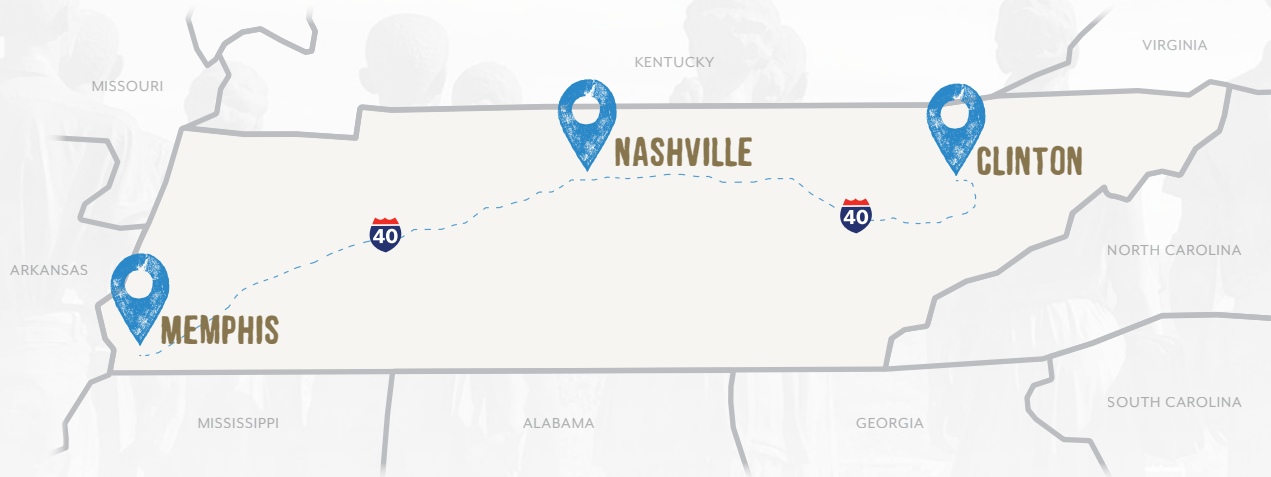 VIRGINIA
KENTUCKY
MISSOURI
NASHVILLE
CLINTON
40
40
NORTH CAROLINA
ARKANSAS
MEMPHIS
SOUTH CAROLINA
MISSISSIPPI
ALABAMA
GEORGIA